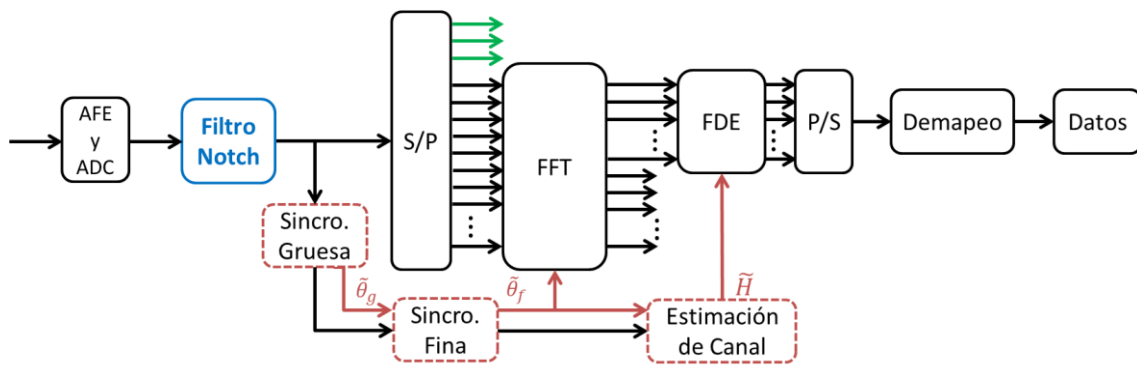 AFE
y
ADC
Filtro
Notch
S/P
FFT
FDE
P/S
Demapeo
Datos
Sincro.
Gruesa
θ̃g
Sincro.
Fina
θ̃f
Estimación
de Canal
H̃